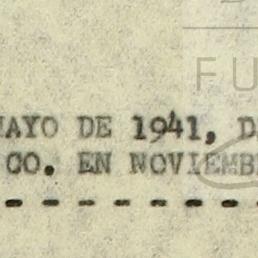 FU
MAYO DE 1941, D
CO. EN NOVIEMB
- - - - - - - - - -